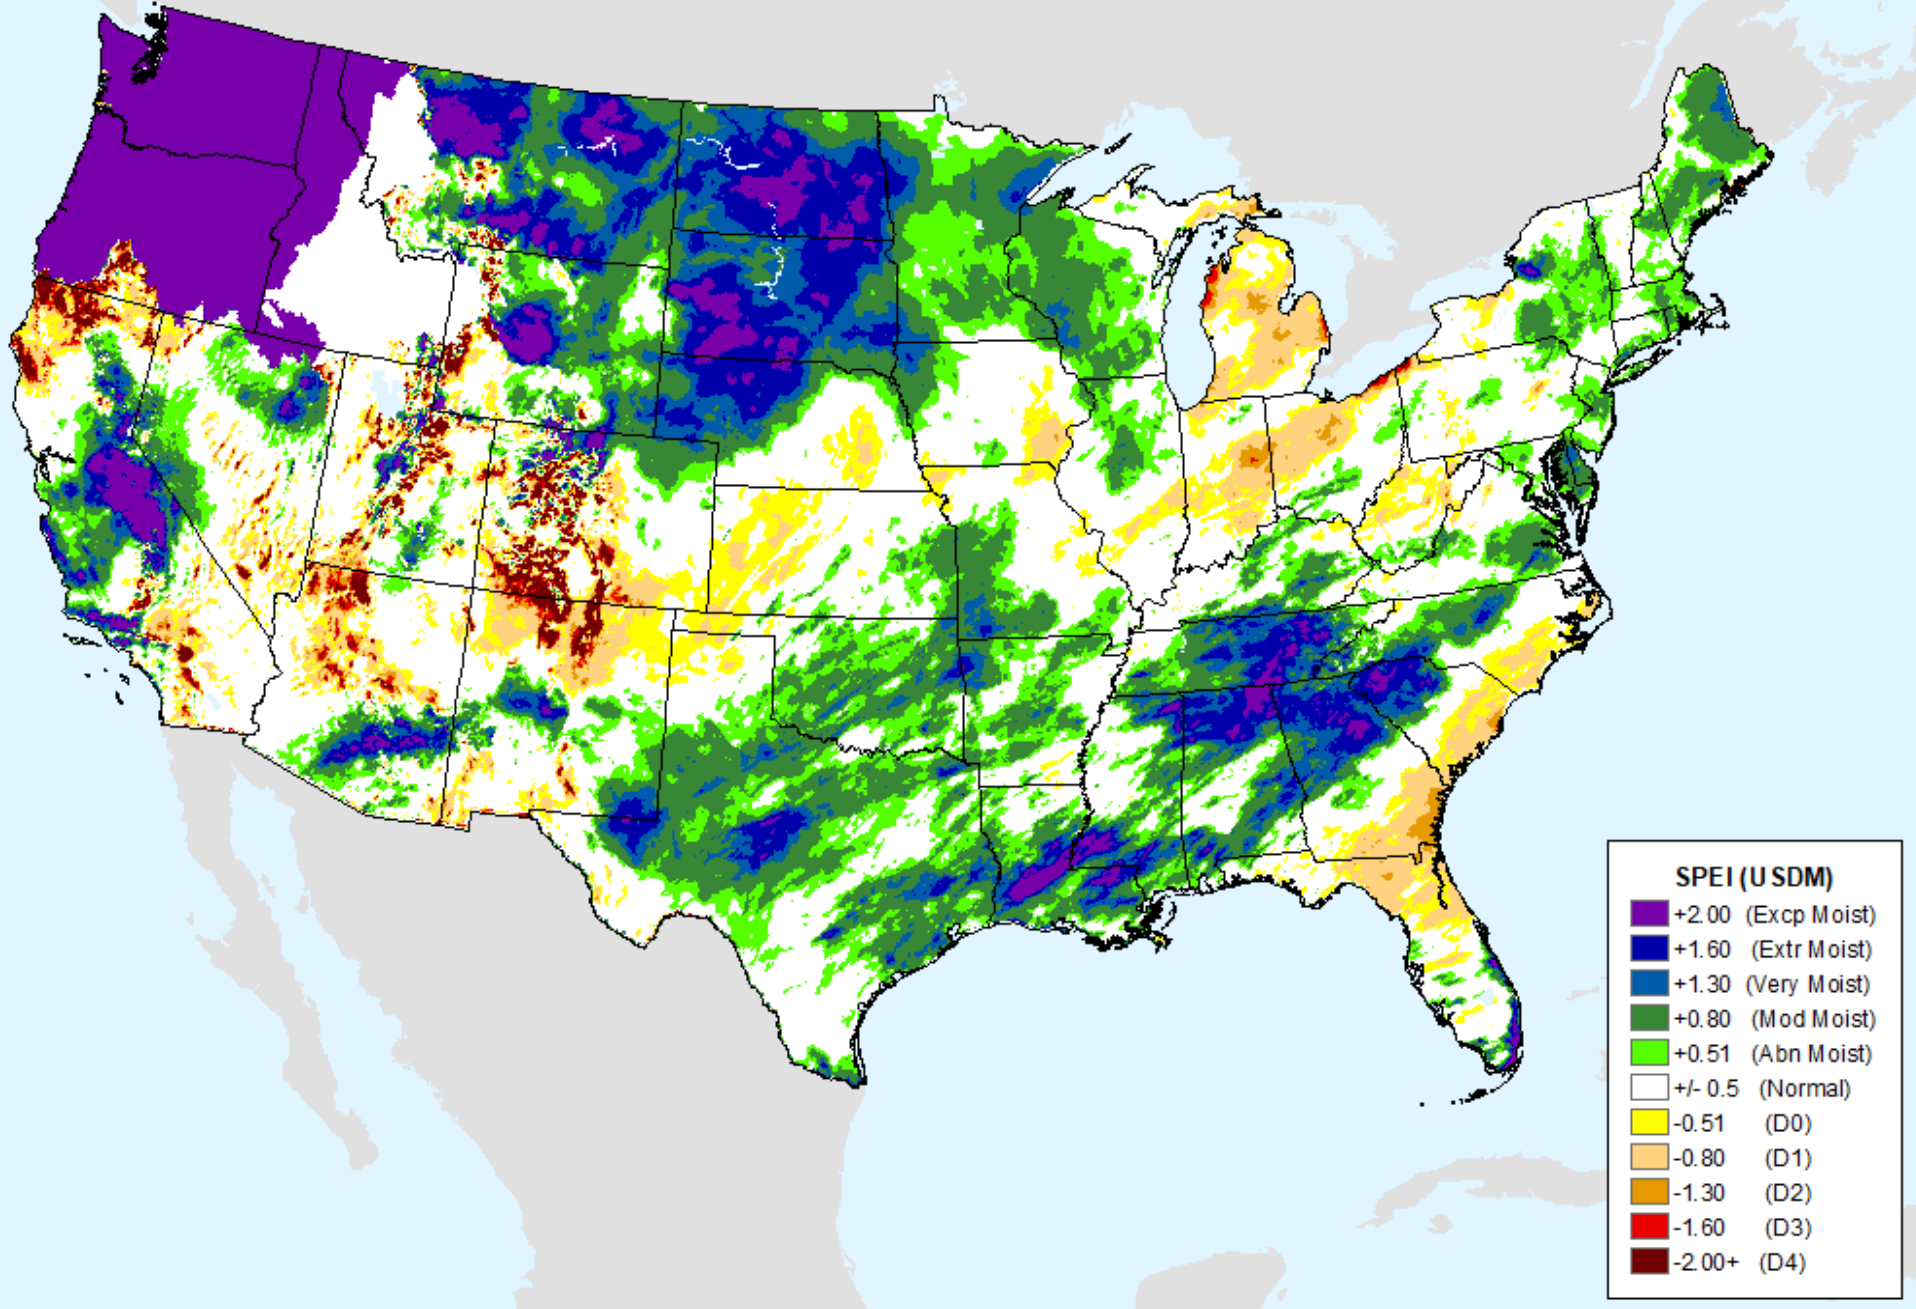 SPEI (USDM)
+2.00 (Excp Moist)
+1.60 (Extr Moist)
+1.30 (Very Moist)
+0.80 (Mod Moist)
+0.51 (Abn Moist)
+/- 0.5 (Normal)
-0.51 (D0)
-0.80 (D1)
-1.30 (D2)
-1.60 (D3)
-2.00+ (D4)